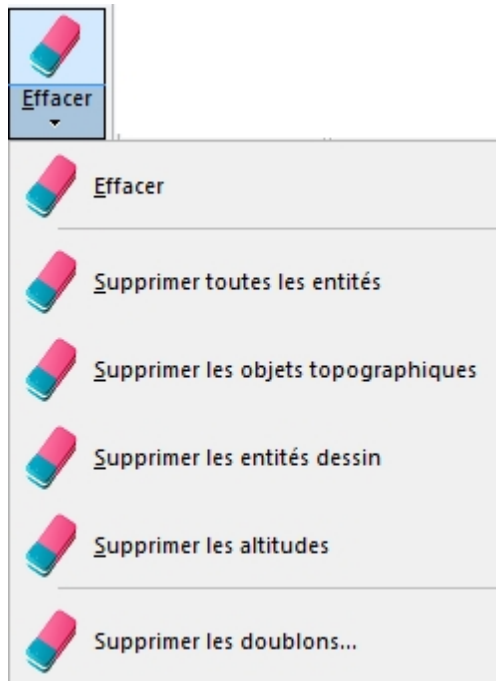 Effacer
Effacer
Supprimer toutes les entités
Supprimer les objets topographiques
Supprimer les entités dessin
Supprimer les altitudes
Supprimer les doublons...